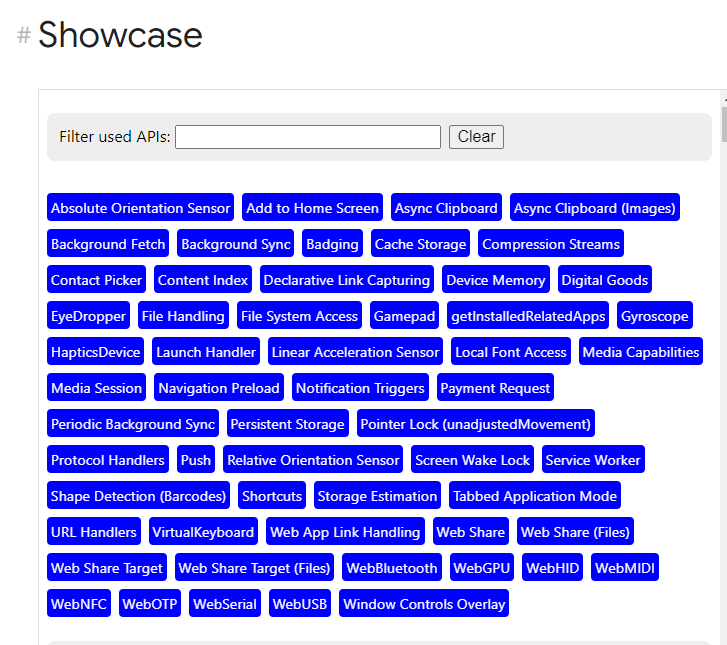 # Showcase
Filter used APIs: Clear
Absolute Orientation Sensor Add to Home Screen Async Clipboard Async Clipboard (Images)
Background Fetch Background Sync Badging Cache Storage Compression Streams
Contact Picker Content Index Declarative Link Capturing Device Memory Digital Goods
EyeDropper File Handling File System Access Gamepad getInstalledRelatedApps Gyroscope
HapticsDevice Launch Handler Linear Acceleration Sensor Local Font Access Media Capabilities
Media Session Navigation Preload Notification Triggers Payment Request
Periodic Background Sync Persistent Storage Pointer Lock (unadjustedMovement)
Protocol Handlers Push Relative Orientation Sensor Screen Wake Lock Service Worker
Shape Detection (Barcodes) Shortcuts Storage Estimation Tabbed Application Mode
URL Handlers VirtualKeyboard Web App Link Handling Web Share Web Share (Files)
Web Share Target Web Share Target (Files) WebBluetooth WebGPU WebHID WebMIDI
WebNFC WebOTP WebSerial WebUSB Window Controls Overlay